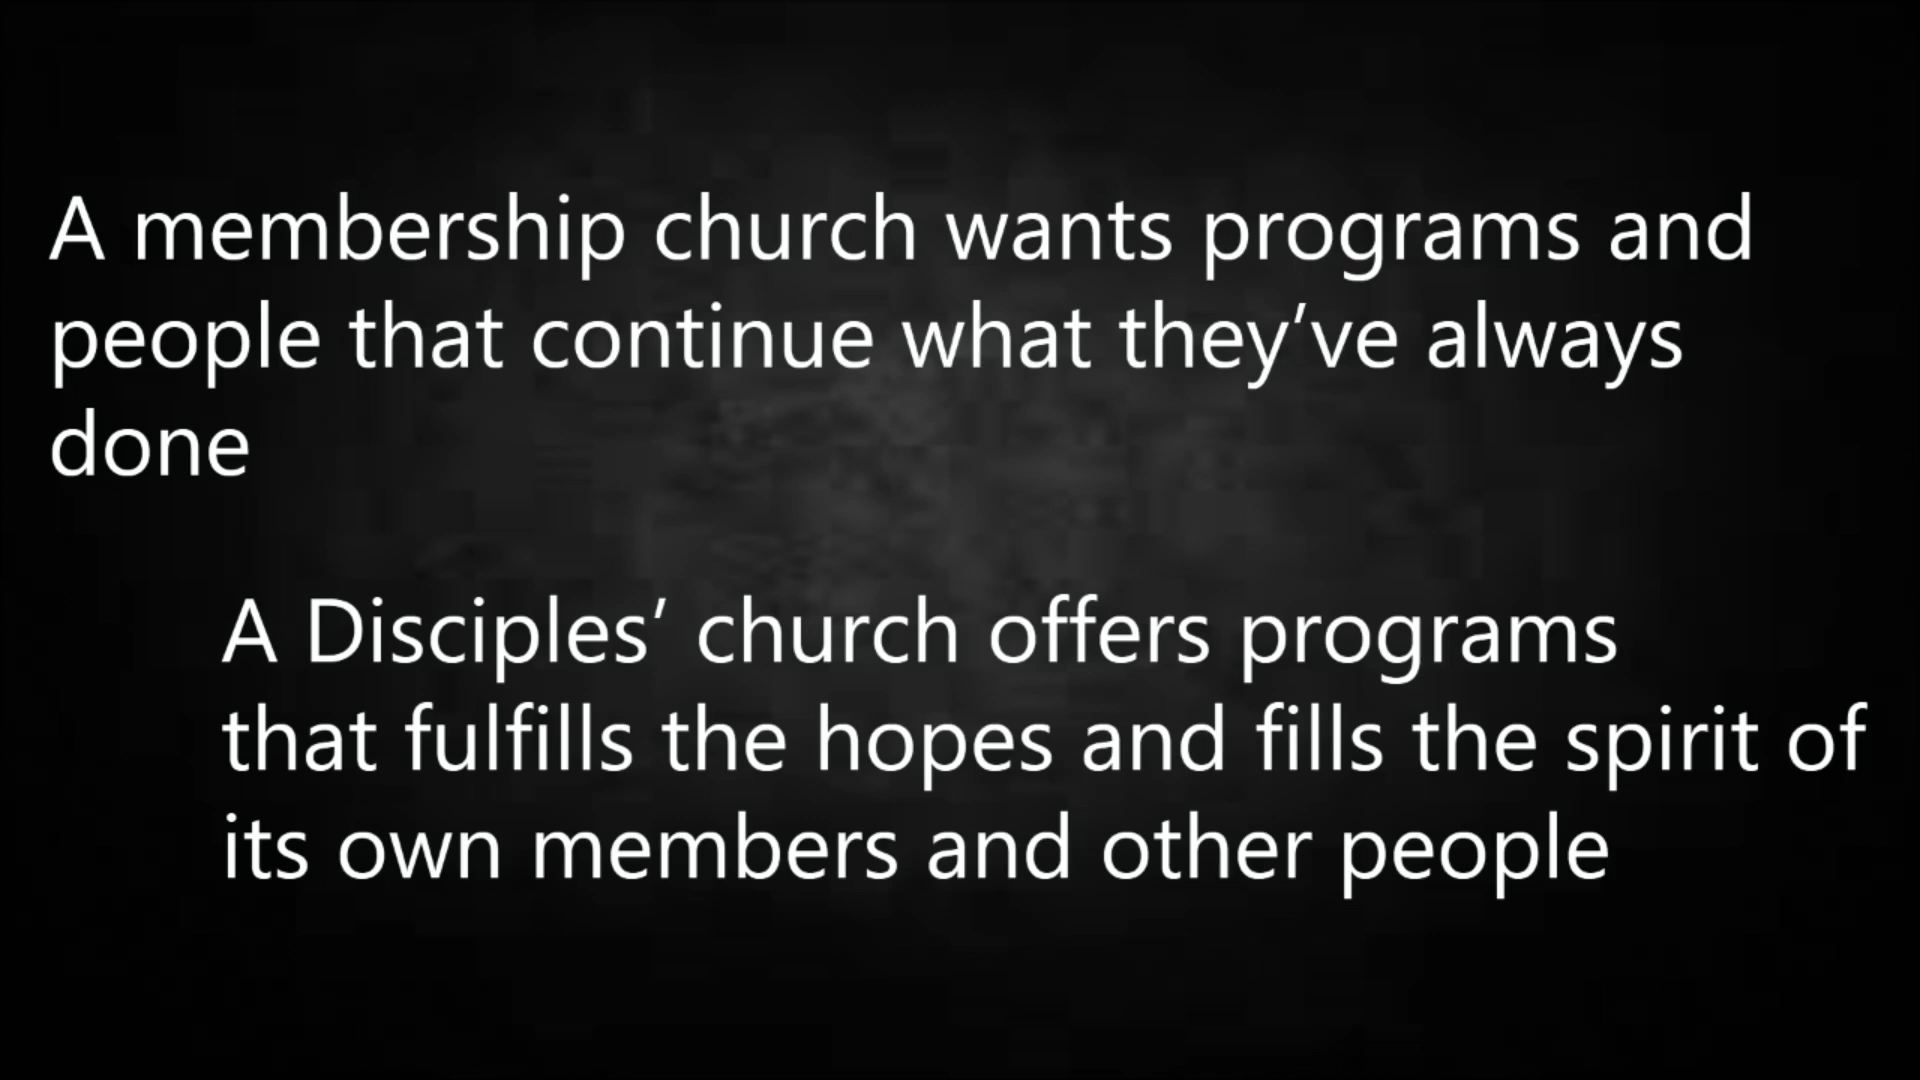 A membership church wants programs and
people that continue what they’ve always
done
A Disciples’ church offers programs
that fulfills the hopes and fills the spirit of
its own members and other people